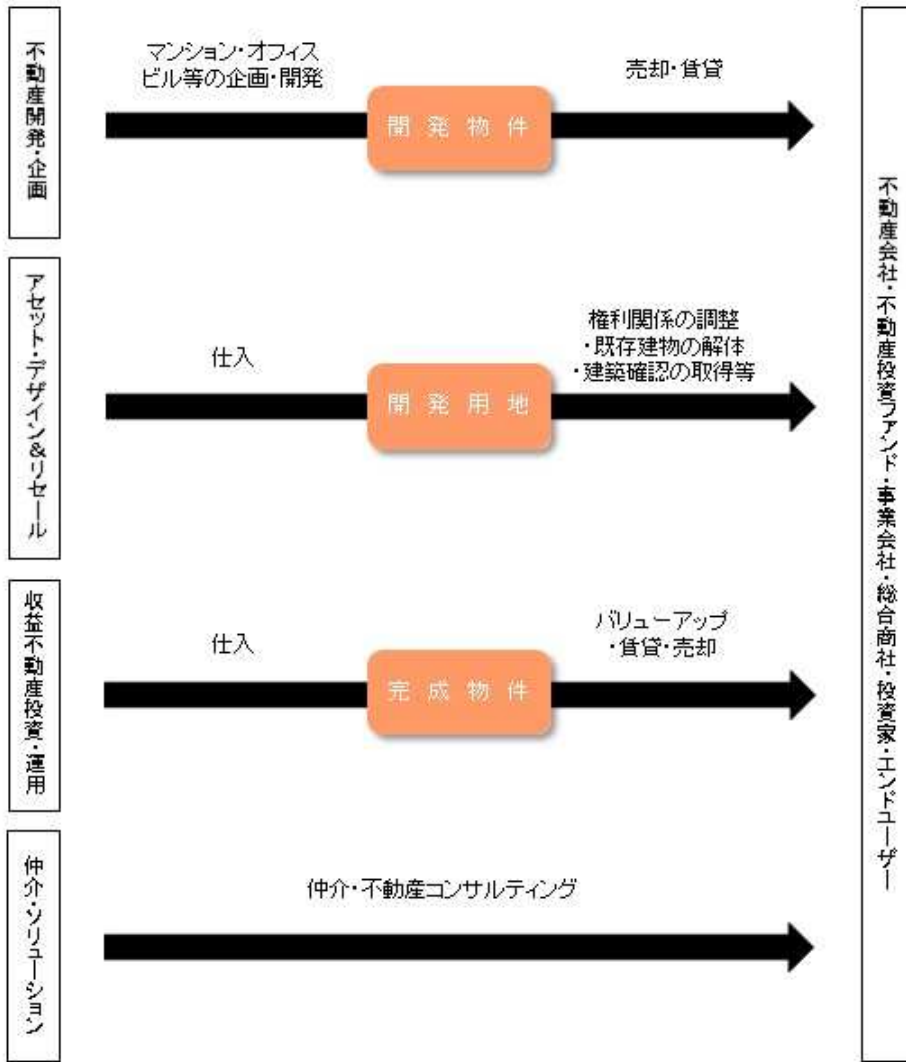 不動産開発・企画
マンション・オフィス
ビル等の企画・開発
開発物件
売却・賃貸
アセット・デザイン＆リセール
仕入
開発用地
権利関係の調整
・既存建物の解体
・建築確認の取得等
収益不動産投資・運用
仕入
完成物件
バリューアップ
・賃貸・売却
仲介・ソリューション
仲介・不動産コンサルティング
不動産会社・不動産投資ファンド・事業会社・総合商社・投資家・エンドユーザー